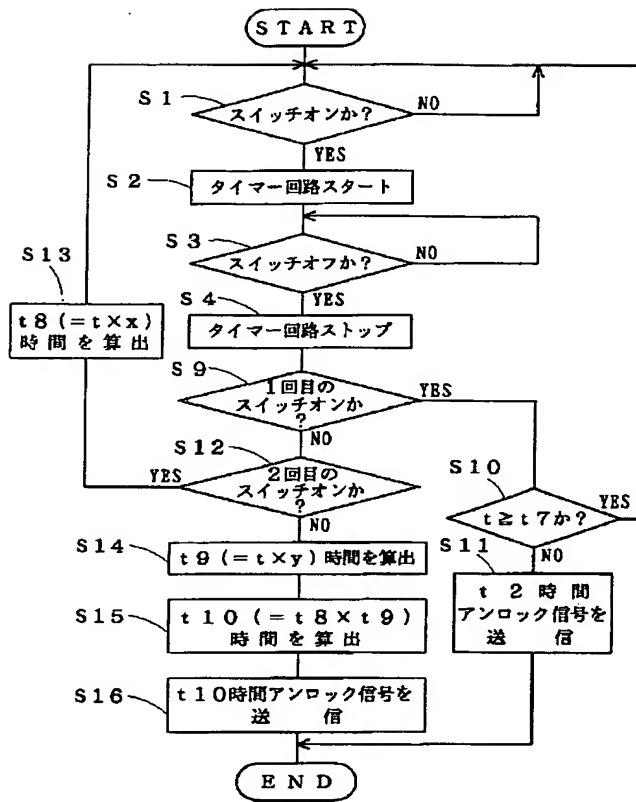 START
S1
スイッチオンか?
NO
YES
S2
タイマー回路スタート
S3
スイッチオフか?
NO
YES
S4
タイマー回路ストップ
S13
t8(=t×x)
時間を算出
S9
1回目の
スイッチオンか
?
YES
NO
S12
YES
2回目の
スイッチオンか
?
NO
S10
t≧t7か?
YES
NO
S11
t2時間
アンロック信号を
送信
S14
t9(=t×y)時間を算出
S15
t10(=t8×t9)
時間を算出
S16
t10時間アンロック信号を
送信
END